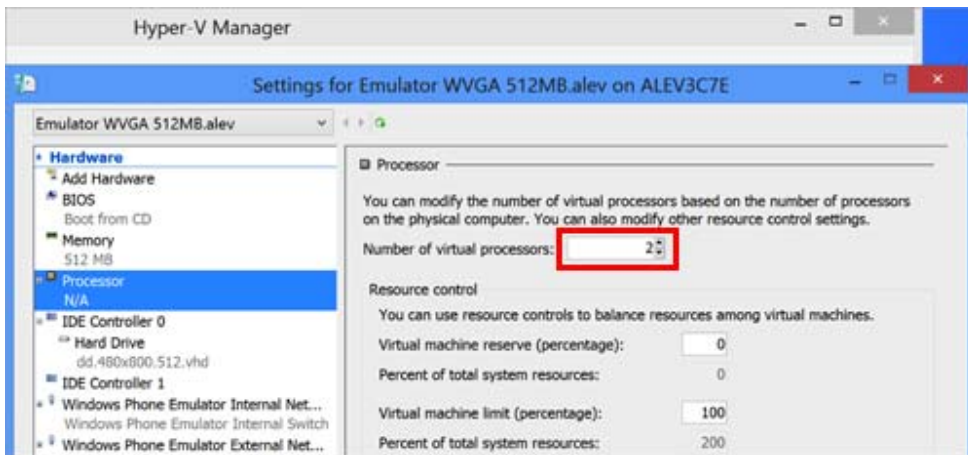 Hyper-V Manager
Settings for Emulator WVGA 512MB.alev on ALEV3C7E
Emulator WVGA 512MB.alev
Hardware
Add Hardware
BIOS
Boot from CD
Memory
512 MB
Processor
N/A
IDE Controller 0
Hard Drive
dd.480x800.512.vhd
IDE Controller 1
Windows Phone Emulator Internal Net...
Windows Phone Emulator Internal Switch
Windows Phone Emulator External Net...
Processor
You can modify the number of virtual processors based on the number of processors
on the physical computer. You can also modify other resource control settings.
Number of virtual processors: 2
Resource control
You can use resource controls to balance resources among virtual machines.
Virtual machine reserve (percentage): 0
Percent of total system resources: 0
Virtual machine limit (percentage): 100
Percent of total system resources: 200